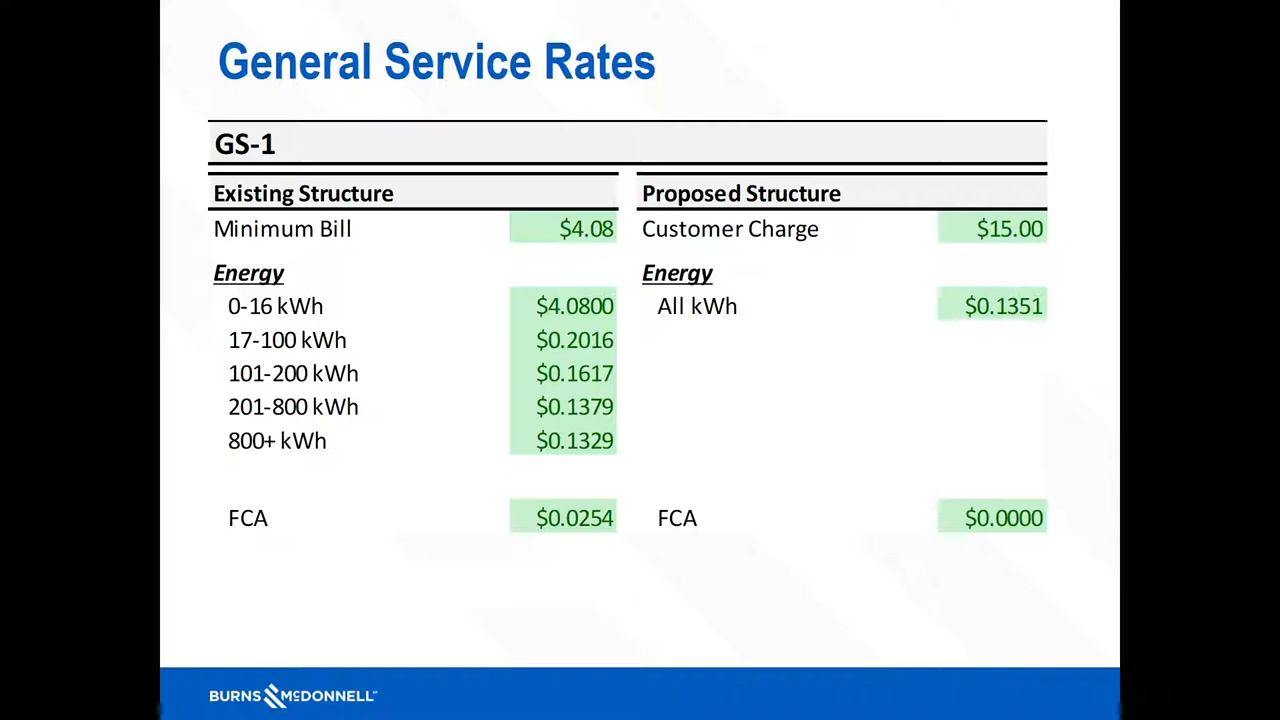 General Service Rates
GS-1
Existing Structure Proposed Structure
Minimum Bill $4.08 Customer Charge $15.00
Energy Energy
0-16 kWh $4.0800 All kWh $0.1351
17-100 kWh $0.2016
101-200 kWh $0.1617
201-800 kWh $0.1379
800+ kWh $0.1329
FCA $0.0254 FCA $0.0000
BURNS MCDONNELL